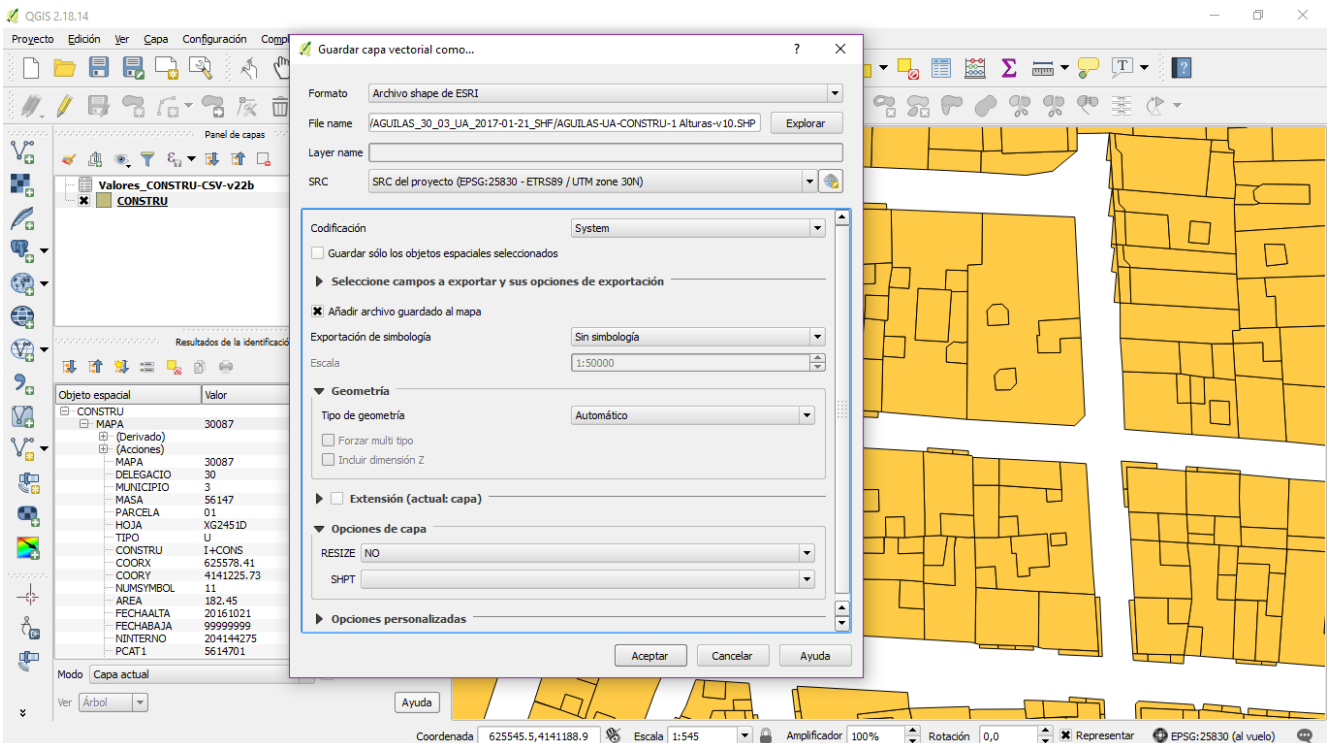 QGIS 2.18.14
Proyecto Edición Ver Capa Configuración Compl
Guardar capa vectorial como...
? 
Formato Archivo shape de ESRI
File name /AGUILAS_30_03_UA_2017-01-21_SHF/AGUILAS-UA-CONSTRU-1 Alturas-v10.SHP Explorar
Layer name
SRC SRC del proyecto (EPSG:25830 - ETRS89 / UTM zone 30N)
Codificación System
Guardar sólo los objetos espaciales seleccionados
Seleccione campos a exportar y sus opciones de exportación
Añadir archivo guardado al mapa
Exportación de simbología Sin simbología
Escala 1:50000
Geometría
Tipo de geometría Automático
Forzar multi tipo
Incluir dimensión Z
Extensión (actual: capa)
Opciones de capa
RESIZE NO
SHPT
Opciones personalizadas
Aceptar Cancelar Ayuda
Panel de capas
Valores_CONSTRU-CSV-v22b
CONSTRU
Resultados de la identificació
Objeto espacial Valor
CONSTRU
MAPA 30087
(Derivado)
(Acciones)
MAPA 30087
DELEGACIO 30
MUNICIPIO 3
MASA 56147
PARCELA 01
HOJA XG2451D
TIPO U
CONSTRU I+CONS
COORX 625578.41
COORY 4141225.73
NUMSYMBOL 11
AREA 182.45
FECHAALTA 20161021
FECHABAJA 99999999
NINTERNO 204144275
PCAT1 5614701
Modo Capa actual
Ver Árbol Ayuda
Coordenada 625545.5,4141188.9 Escala 1:545 Amplificador 100% Rotación 0,0 Representar EPSG:25830 (al vuelo)